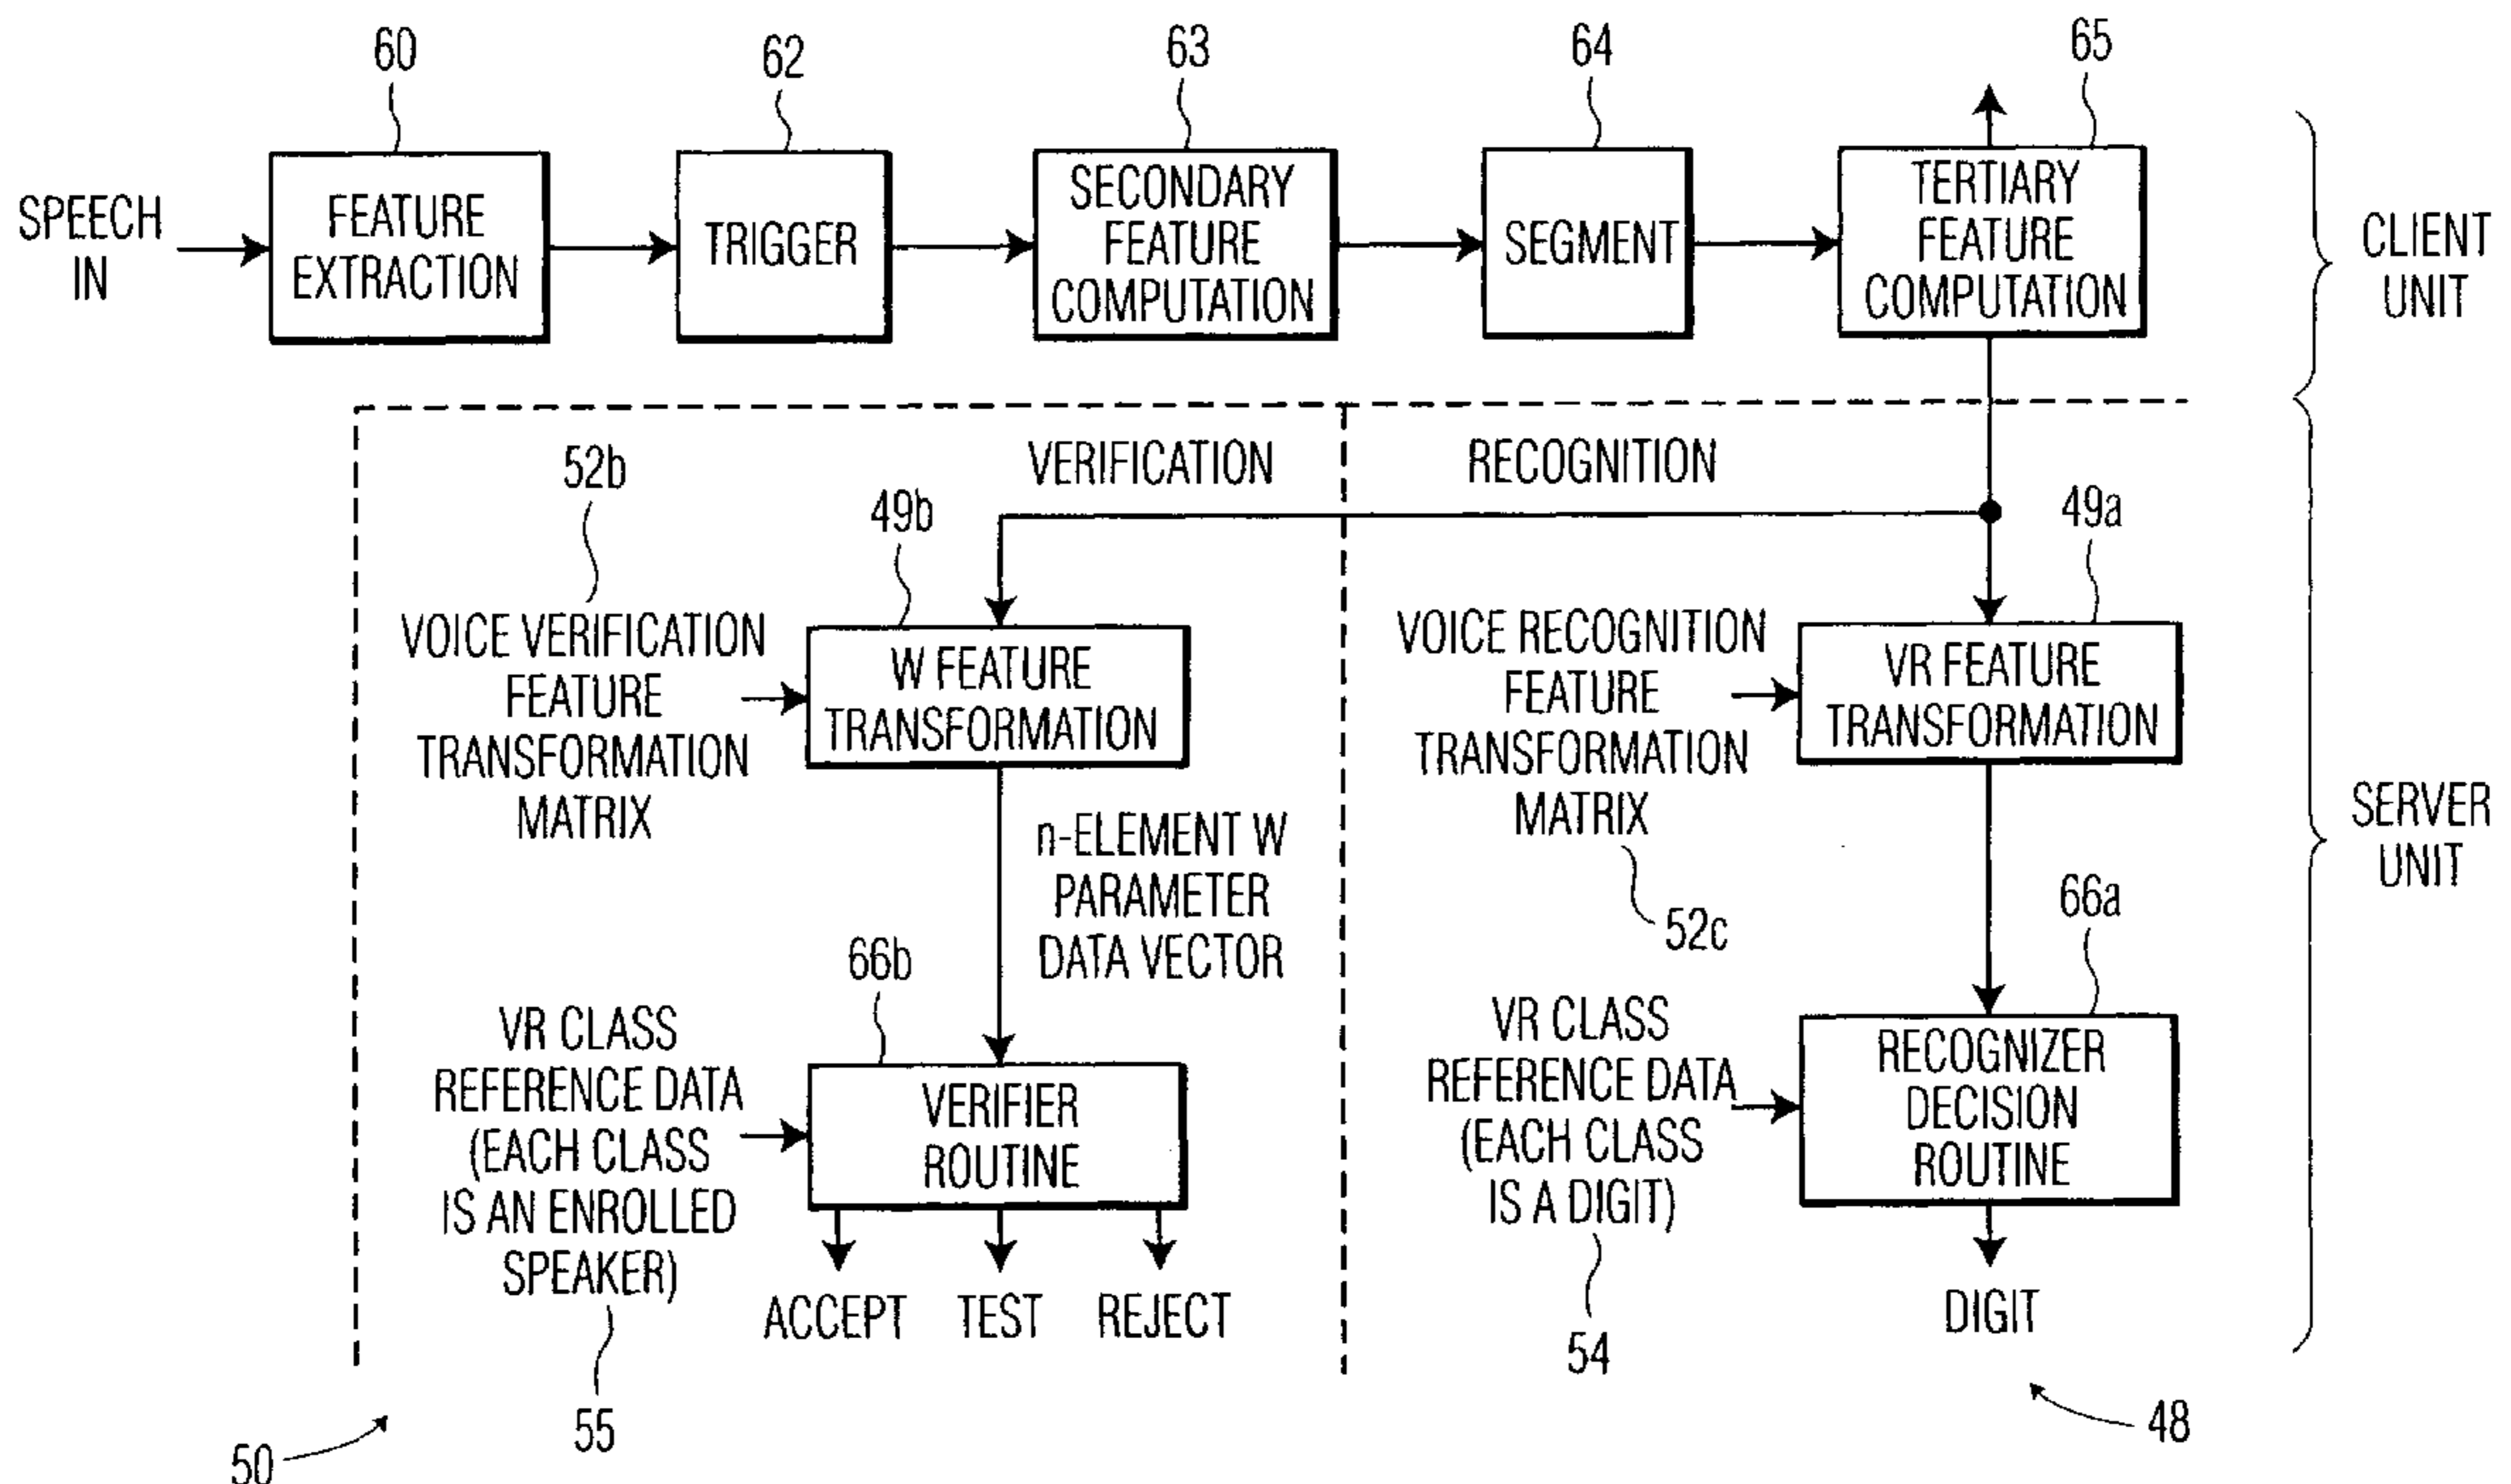 60
62
63
64
65
SPEECH
IN
FEATURE
EXTRACTION
TRIGGER
SECONDARY
FEATURE
COMPUTATION
SEGMENT
TERTIARY
FEATURE
COMPUTATION
CLIENT
UNIT
VERIFICATION
RECOGNITION
52b
49b
49a
VOICE VERIFICATION
FEATURE
TRANSFORMATION
MATRIX
W FEATURE
TRANSFORMATION
VOICE RECOGNITION
FEATURE
TRANSFORMATION
MATRIX
52c
VR FEATURE
TRANSFORMATION
SERVER
UNIT
n-ELEMENT W
PARAMETER
DATA VECTOR
66b
66a
VR CLASS
REFERENCE DATA
(EACH CLASS
IS AN ENROLLED
SPEAKER)
55
VERIFIER
ROUTINE
ACCEPT
TEST
REJECT
VR CLASS
REFERENCE DATA
(EACH CLASS
IS A DIGIT)
54
RECOGNIZER
DECISION
ROUTINE
DIGIT
50
48